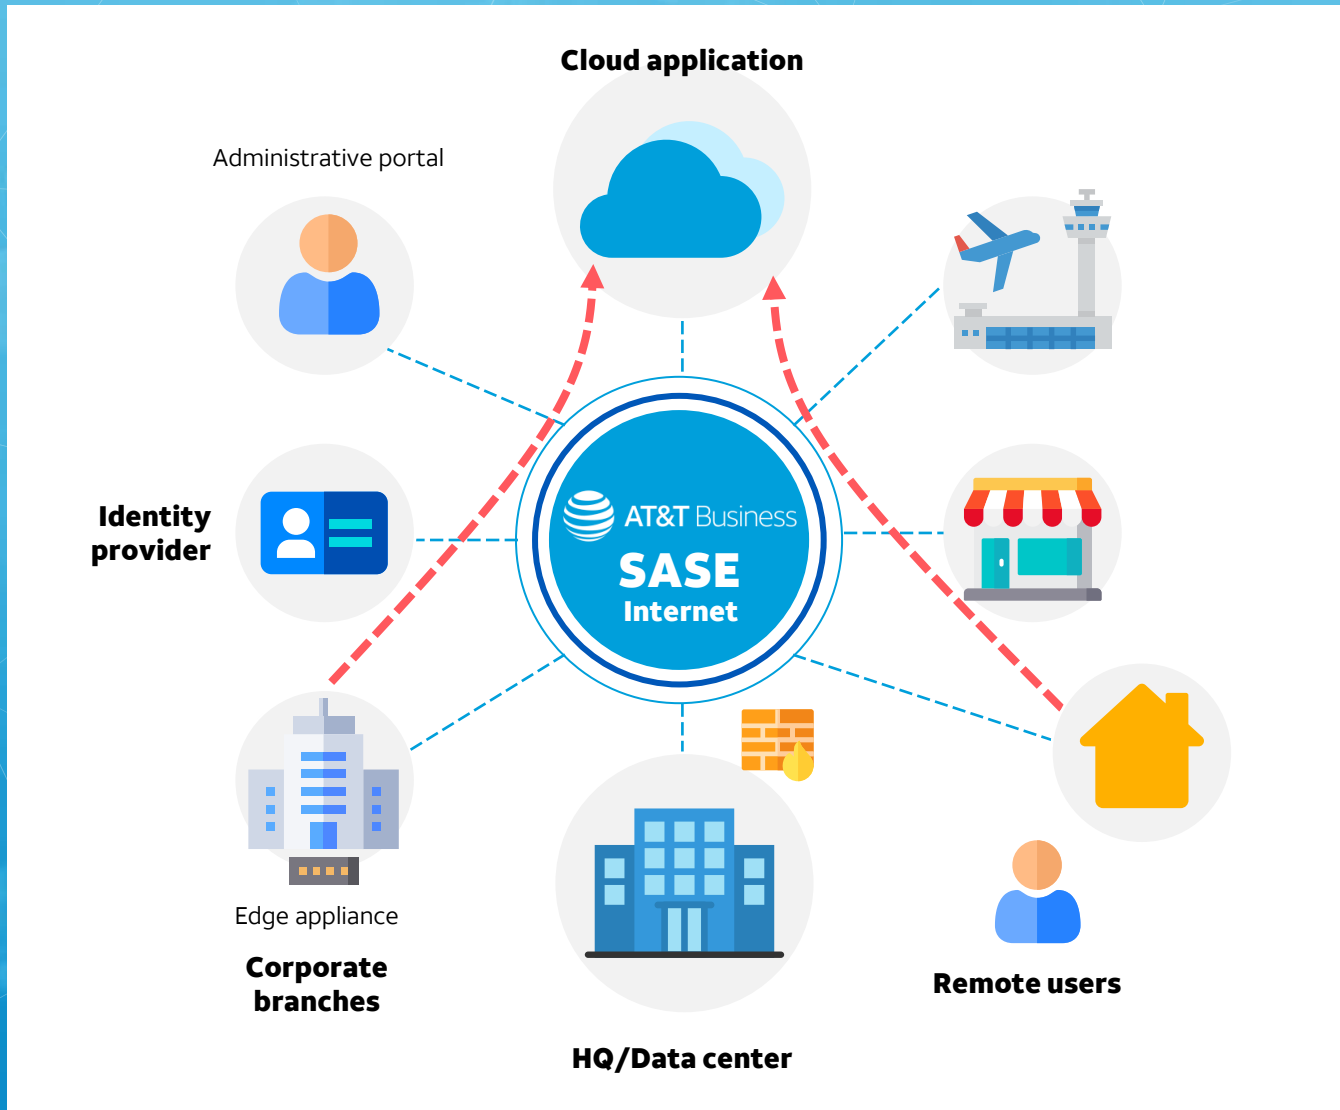 Cloud application
Administrative portal
Identity
provider
AT&T Business
SASE
Internet
Edge appliance
Corporate
branches
Remote users
HQ/Data center